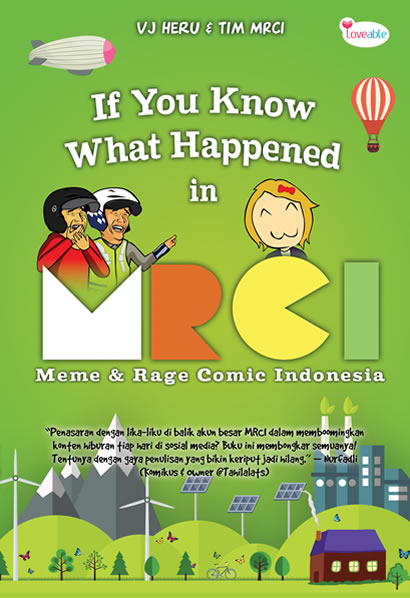 VJ HERU & TIM MRCI
Loveable
If You Know
What Happened
in
MRCI
Meme & Rage Comic Indonesia
"Penasaran dengan lika-liku di balik akun besar MRCI dalam memboomingkan
konten hiburan tiap hari di sosial media? Buku ini membongkar semuanya!
Tentunya dengan gaya penulisan yang bikin keriput jadi hilang." — Nurfadli
(Komikus & owner @Tahilalats)